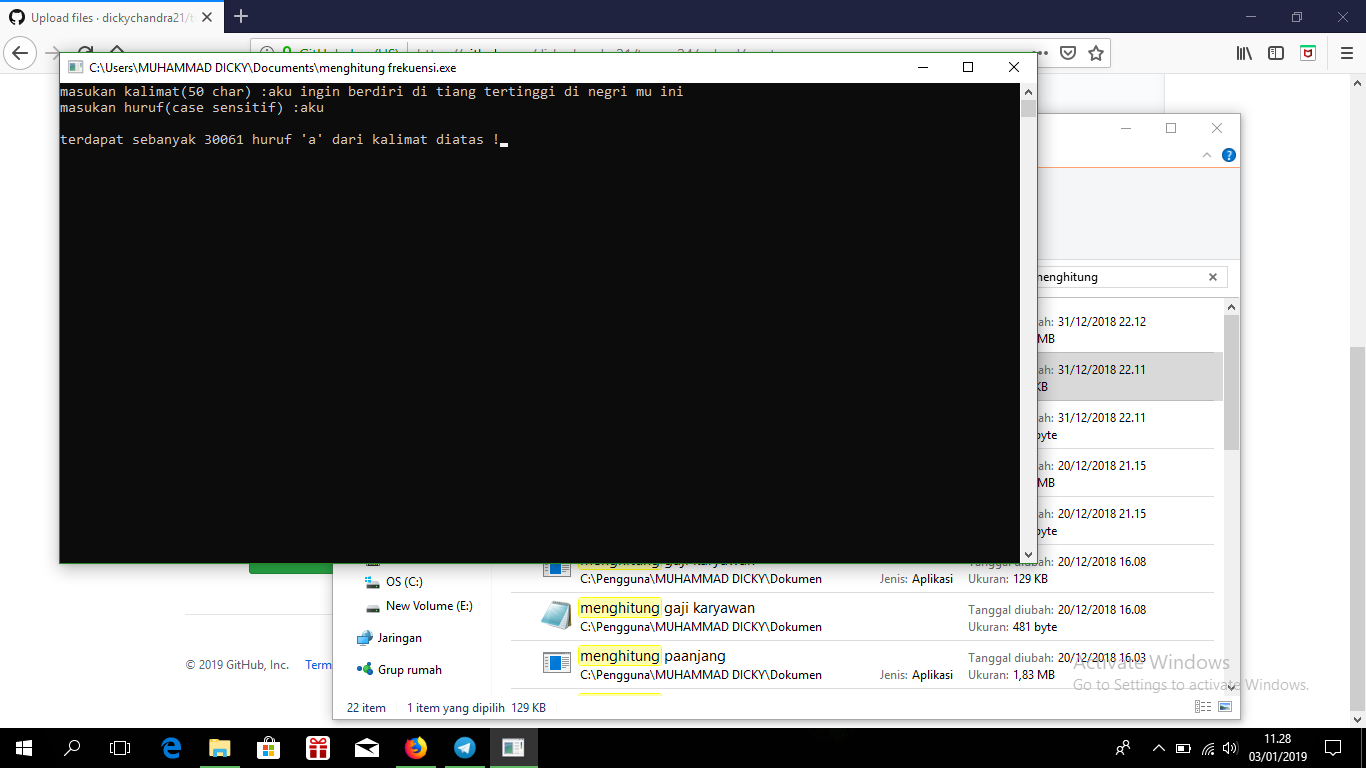 Upload files · dickychandra21/t
C:\Users\MUHAMMAD DICKY\Documents\menghitung frekuensi.exe
masukan kalimat(50 char) :aku ingin berdiri di tiang tertinggi di negri mu ini
masukan huruf(case sensitif) :aku
terdapat sebanyak 30061 huruf 'a' dari kalimat diatas !
menghitung
ah: 31/12/2018 22.12
MB
ah: 31/12/2018 22.11
KB
ah: 31/12/2018 22.11
byte
ah: 20/12/2018 21.15
MB
ah: 20/12/2018 21.15
byte
menghitung gaji karyawan
Tanggal diubah: 20/12/2018 16.08
C:\Pengguna\MUHAMMAD DICKY\Dokumen Jenis: Aplikasi Ukuran: 129 KB
menghitung gaji karyawan Tanggal diubah: 20/12/2018 16.08
C:\Pengguna\MUHAMMAD DICKY\Dokumen Ukuran: 481 byte
menghitung paanjang Tanggal diubah: 20/12/2018 16.03
C:\Pengguna\MUHAMMAD DICKY\Dokumen Jenis: Aplikasi Ukuran: 1,83 MB
OS (C:)
New Volume (E:)
Jaringan
Grup rumah
22 item 1 item yang dipilih 129 KB
© 2019 GitHub, Inc. Term
Activate Windows
Go to Settings to activate Windows.
11.28
03/01/2019